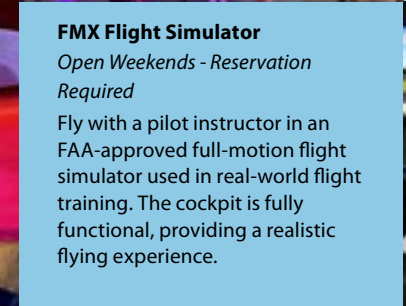 FMX Flight Simulator
Open Weekends - Reservation
Required
Fly with a pilot instructor in an
FAA-approved full-motion flight
simulator used in real-world flight
training. The cockpit is fully
functional, providing a realistic
flying experience.